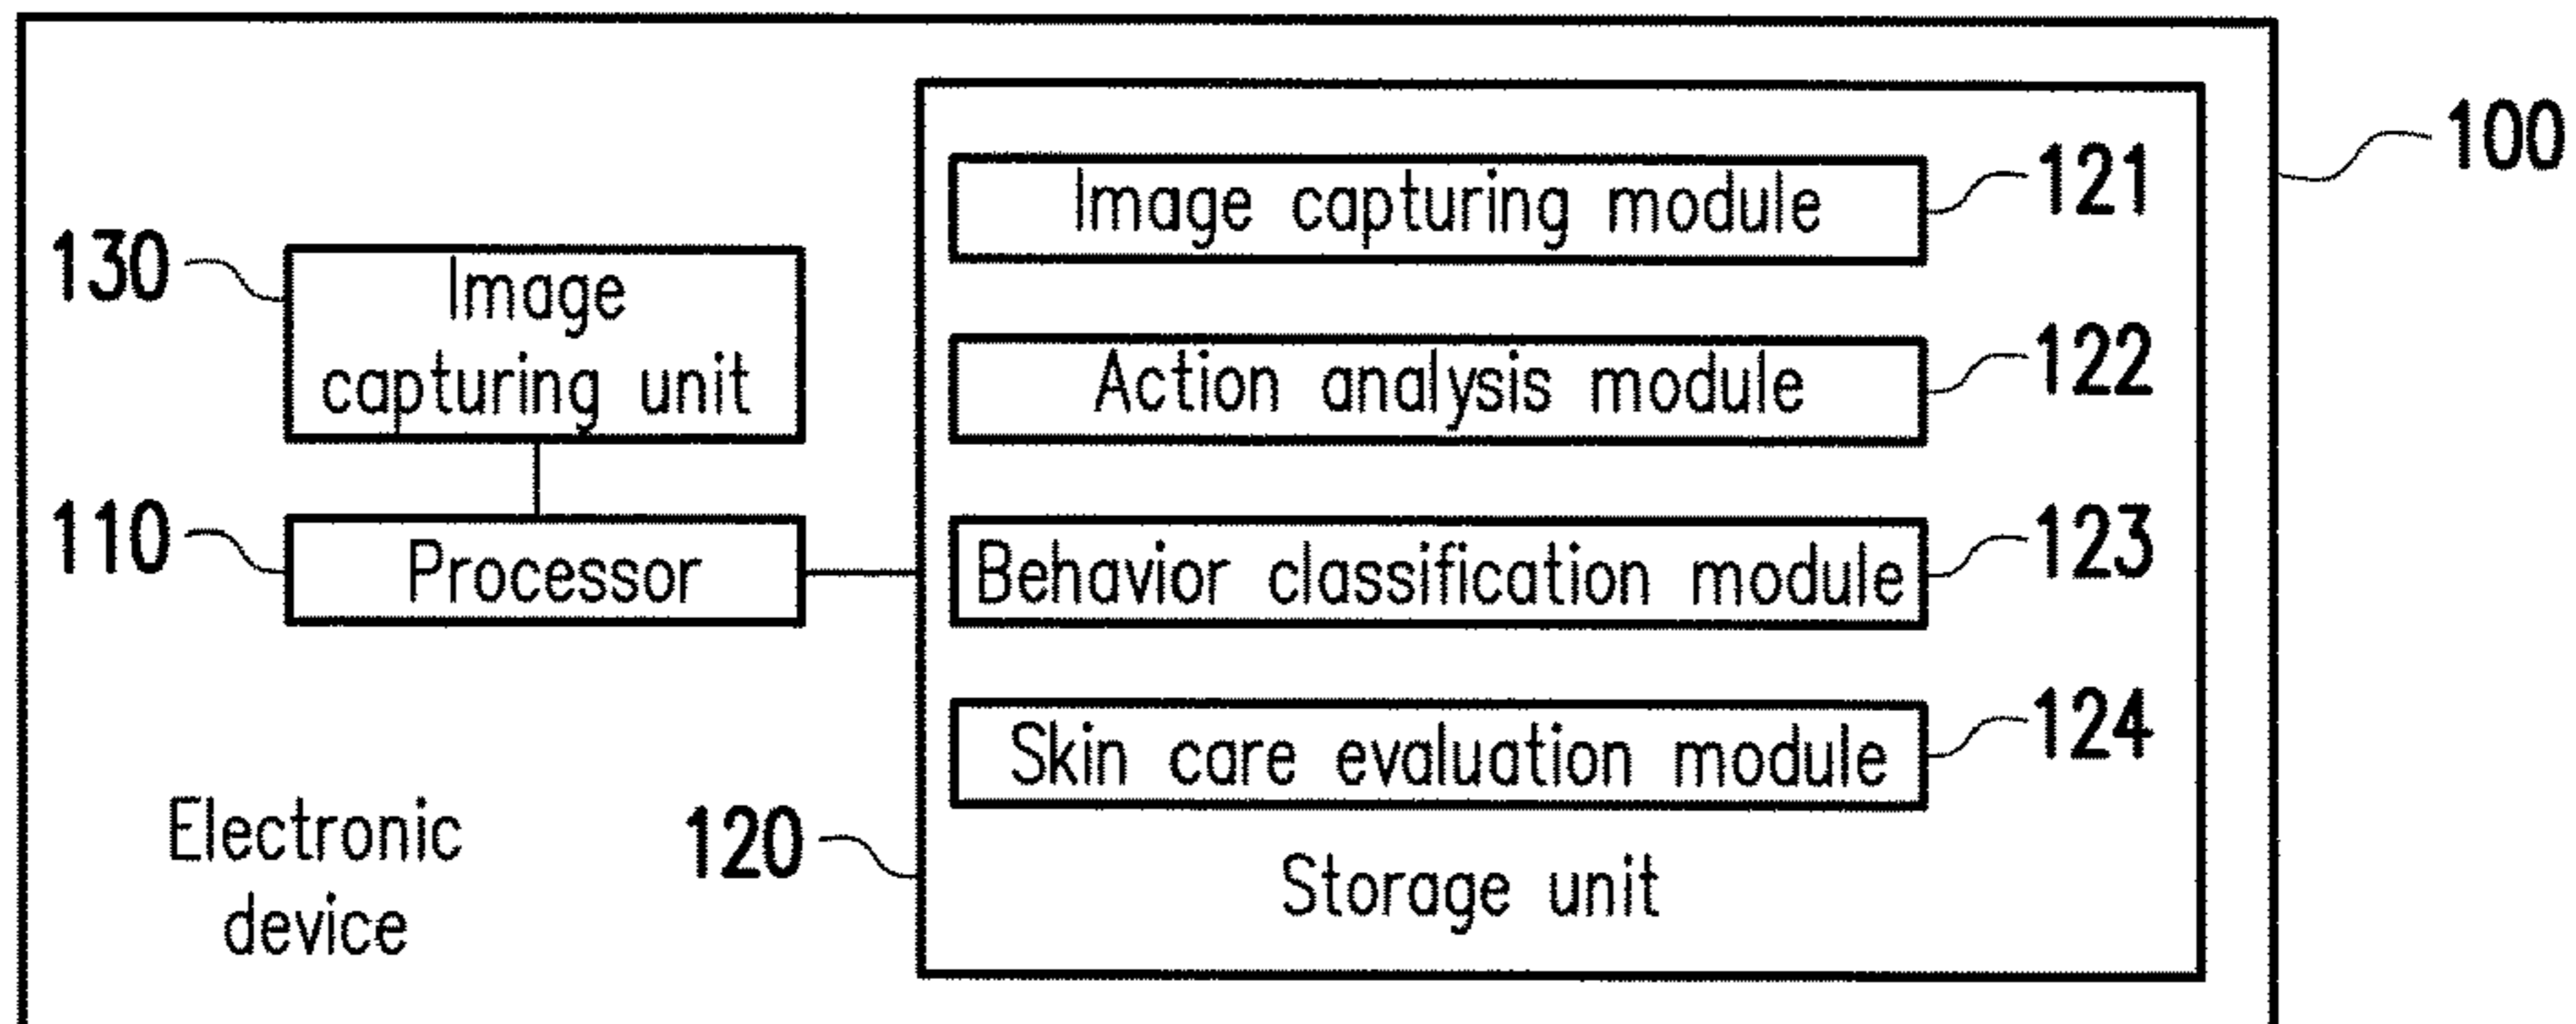 100
Image capturing module 121
130
Image
capturing unit
Action analysis module 122
110
Processor
Behavior classification module 123
Skin care evaluation module 124
120
Storage unit
Electronic
device